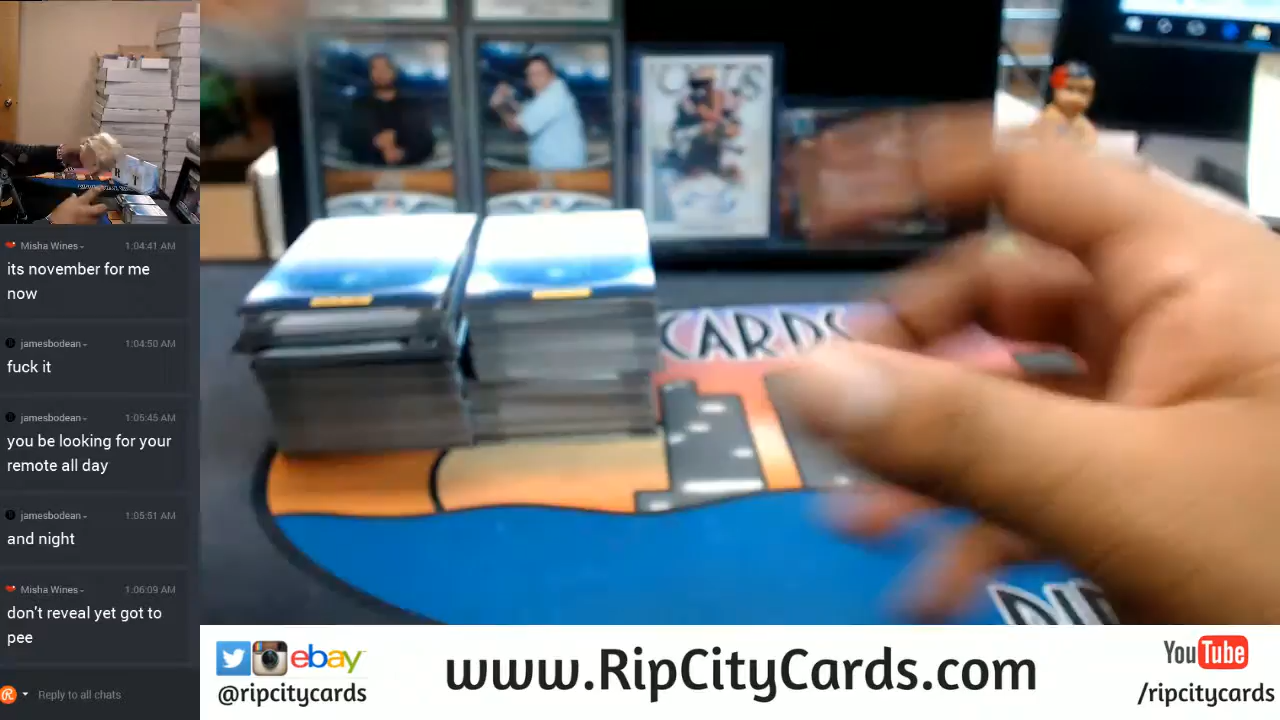 Misha Wines 1:04:41 AM
its november for me
now
jamesbodean 1:04:50 AM
fuck it
jamesbodean 1:05:45 AM
you be looking for your
remote all day
jamesbodean 1:05:51 AM
and night
Misha Wines 1:06:09 AM
don't reveal yet got to
pee
Reply to all chats
CARDS
ebay
@ripcitycards
www.RipCityCards.com
YouTube
/ripcitycards